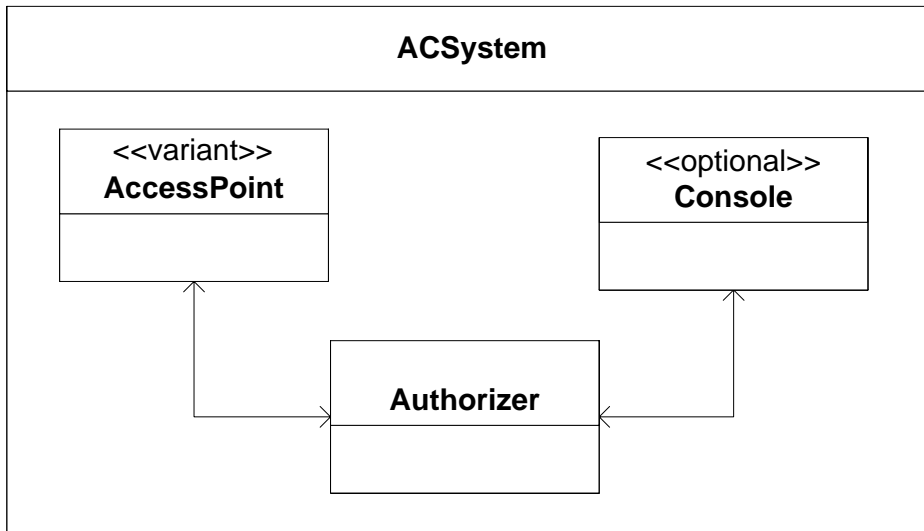 ACSystem
<<variant>>
AccessPoint
<<optional>>
Console
Authorizer